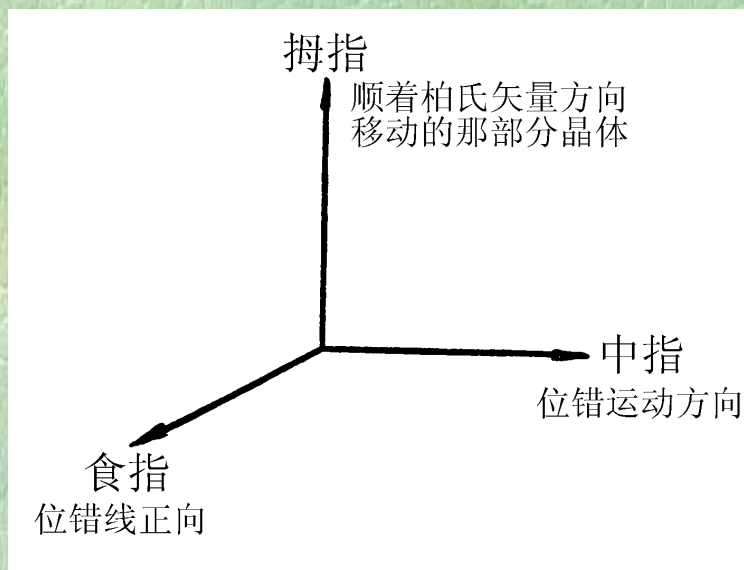 拇指
顺着柏氏矢量方向
移动的那部分晶体
中指
位错运动方向
食指
位错线正向